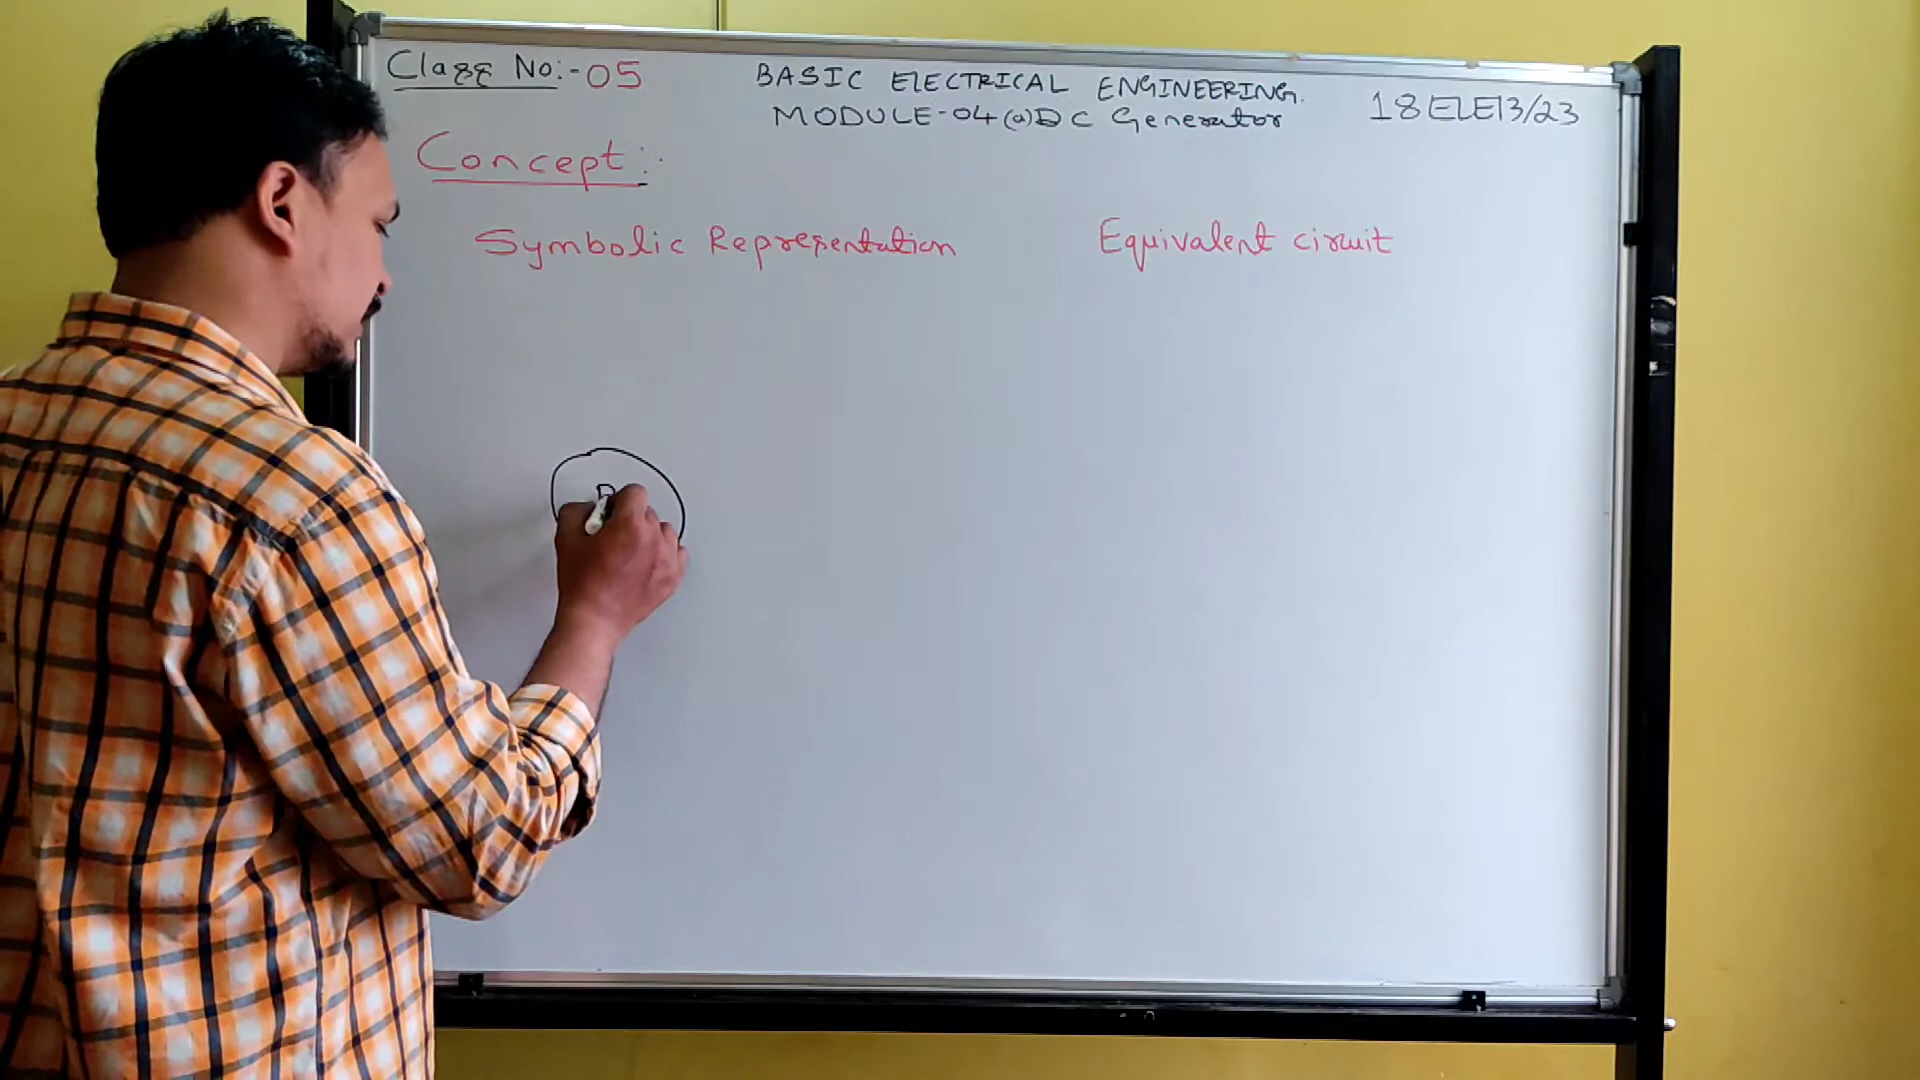 Class No:- 05
BASIC ELECTRICAL ENGINEERING.
MODULE-04 (a) DC Generator
18ELE13/23
Concept:
Symbolic Representation
Equivalent circuit